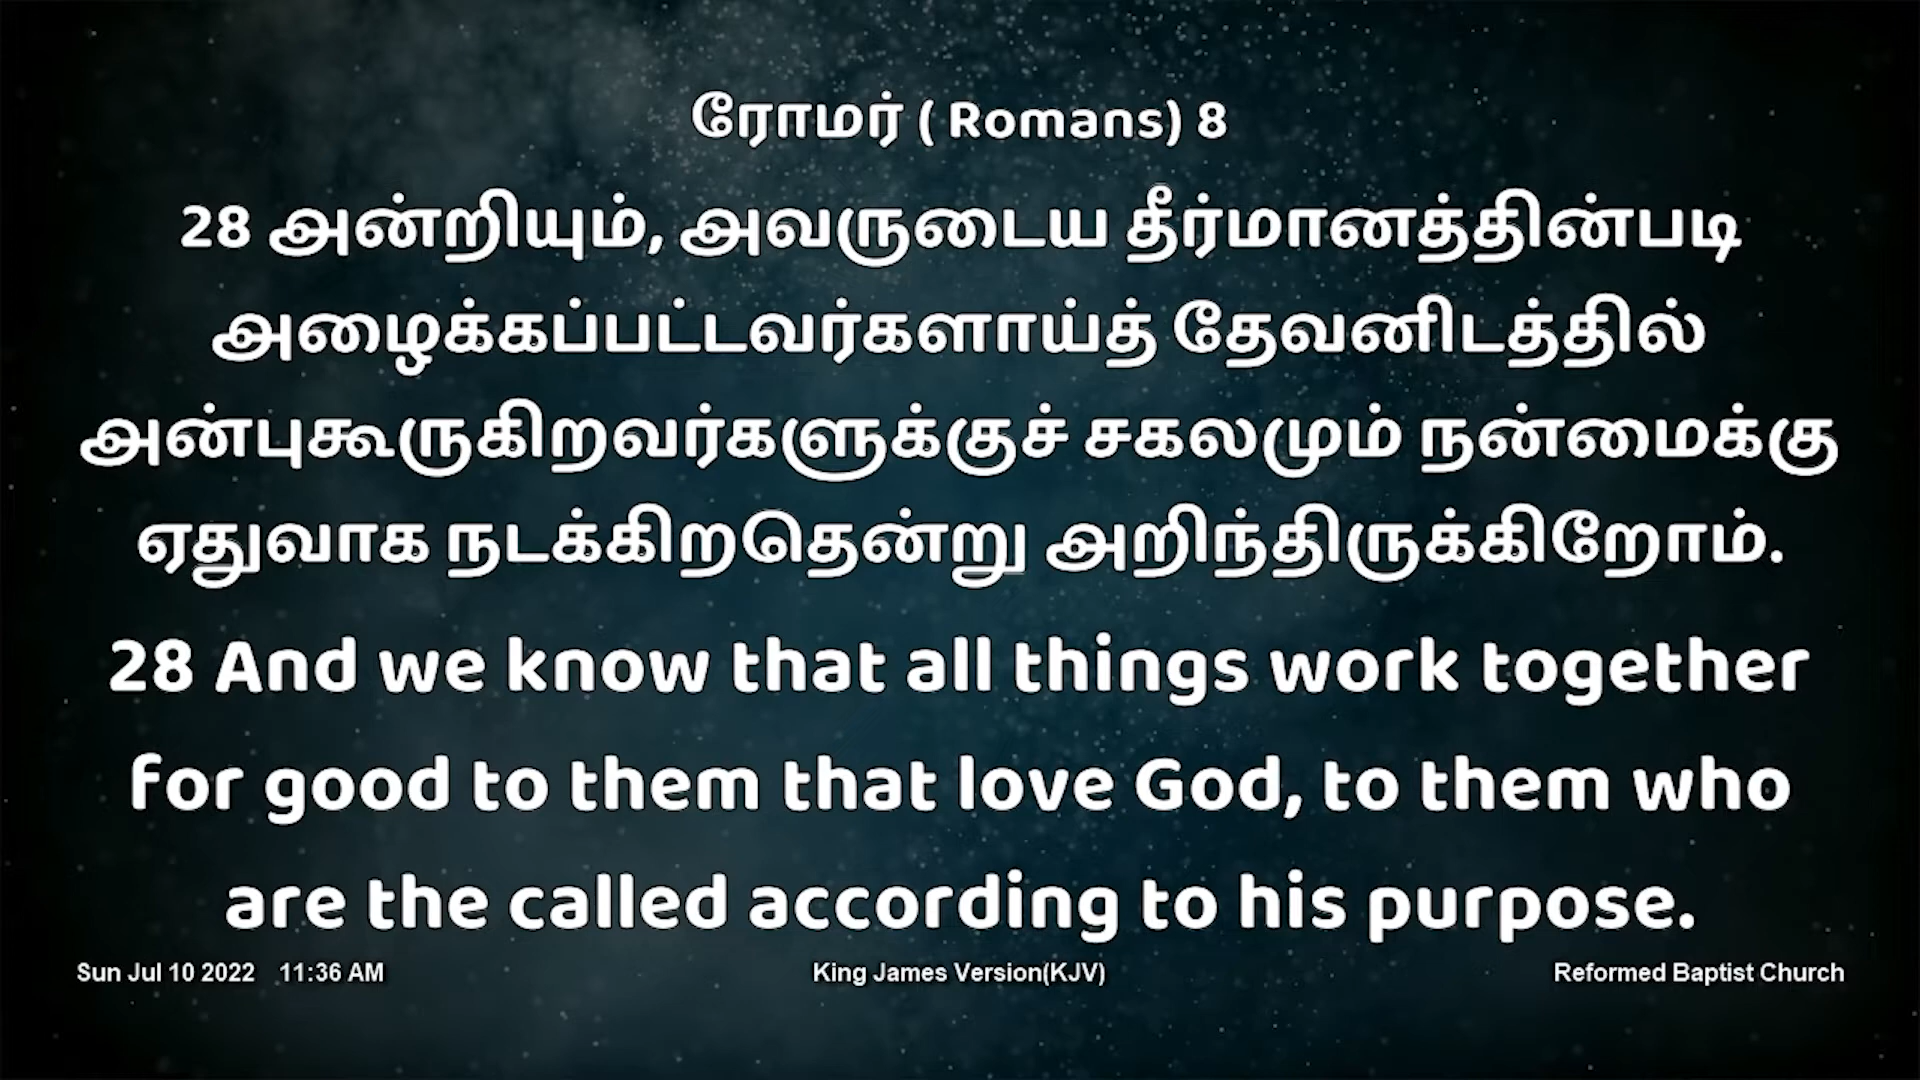 ரோமர் ( Romans) 8
28 அன்றியும், அவருடைய தீர்மானத்தின்படி
அழைக்கப்பட்டவர்களாய்த் தேவனிடத்தில்
அன்புகூருகிறவர்களுக்குச் சகலமும் நன்மைக்கு
ஏதுவாக நடக்கிறதென்று அறிந்திருக்கிறோம்.
28 And we know that all things work together
for good to them that love God, to them who
are the called according to his purpose.
Sun Jul 10 2022 11:36 AM King James Version(KJV) Reformed Baptist Church